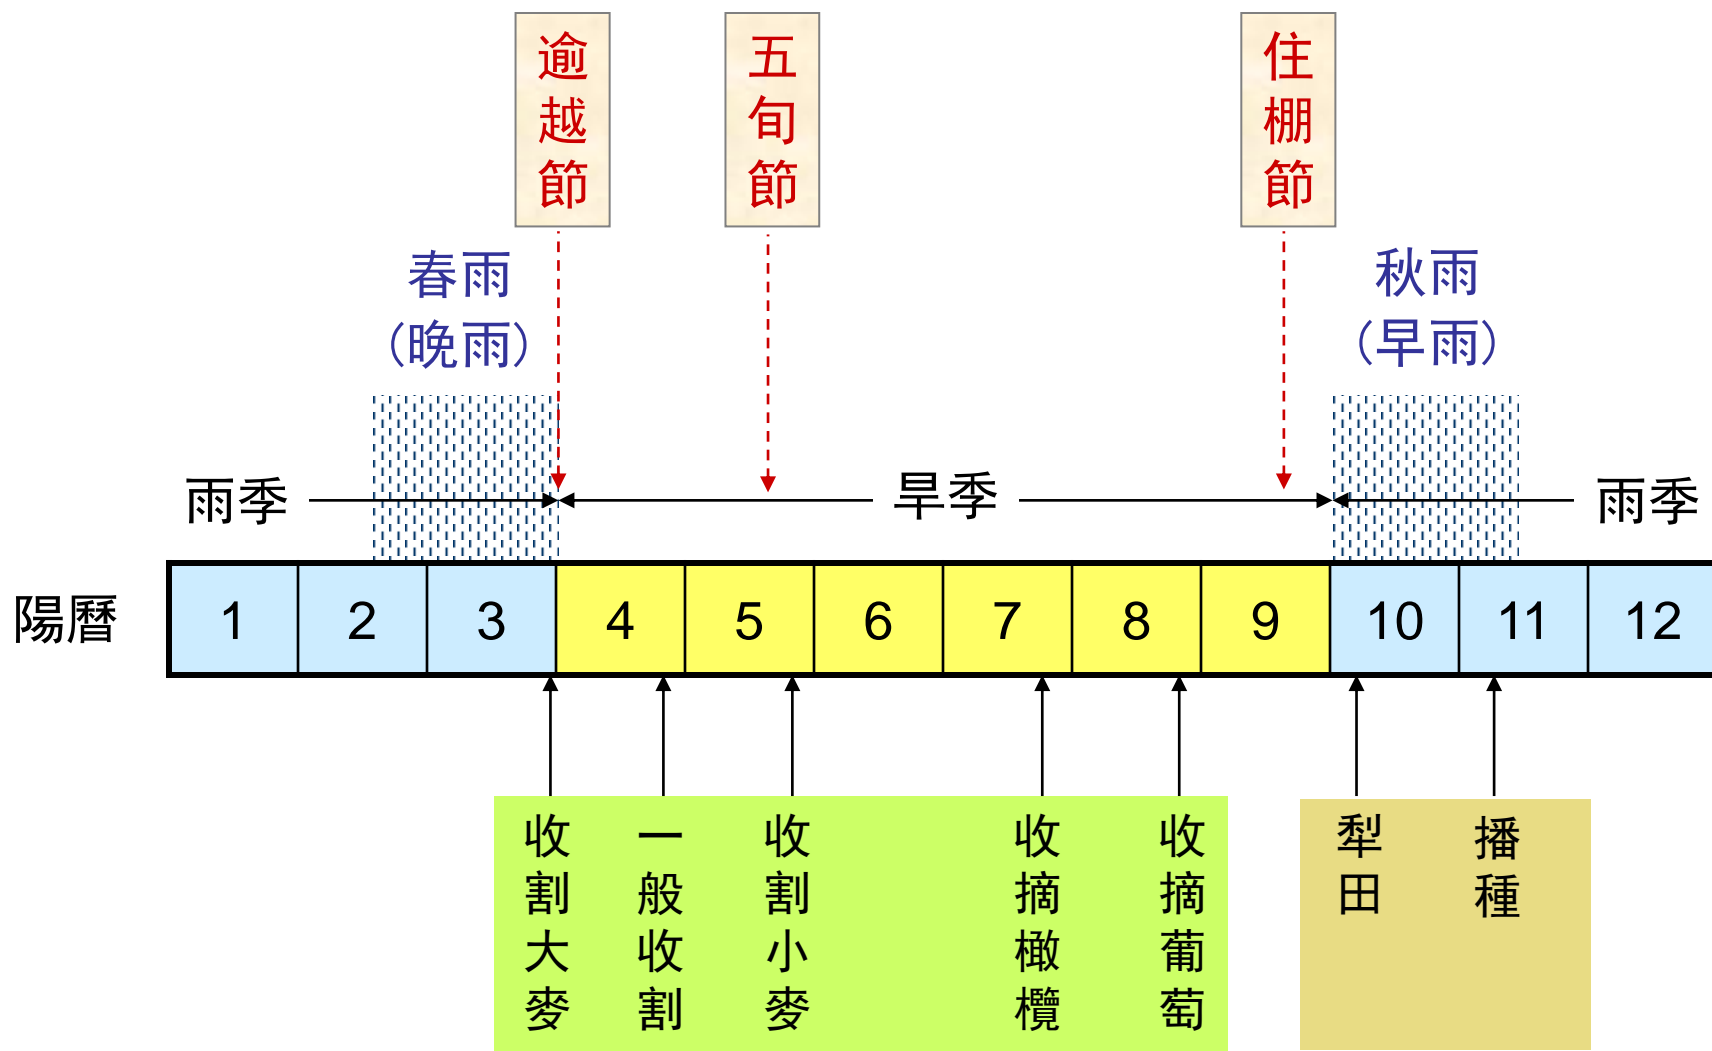 逾越節
五旬節
住棚節
春雨
(晚雨)
秋雨
(早雨)
雨季
旱季
雨季
陽曆
1 2 3 4 5 6 7 8 9 10 11 12
收割大麥
一般收割
收割小麥
收摘橄欖
收摘葡萄
犁田
播種